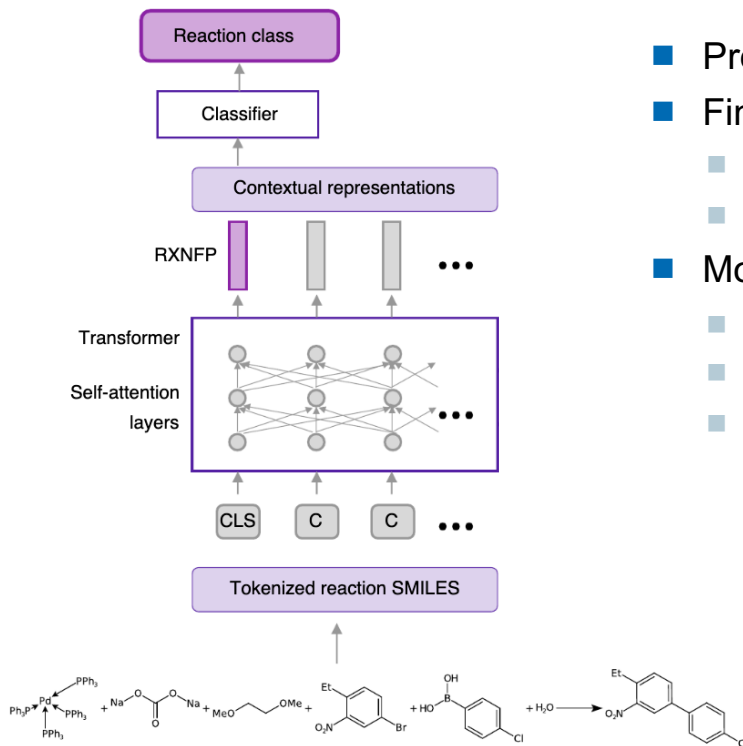 Reaction class
Classifier
Contextual representations
RXNFP
•••
Transformer
Self-attention
layers
•••
CLS C C •••
Tokenized reaction SMILES
Pd PPh₃ Ph₃P PPh₃ PPh₃ + Na O O O Na + MeO OMe + Et O₂N Br + OH HO B Cl + H₂O Et O₂N